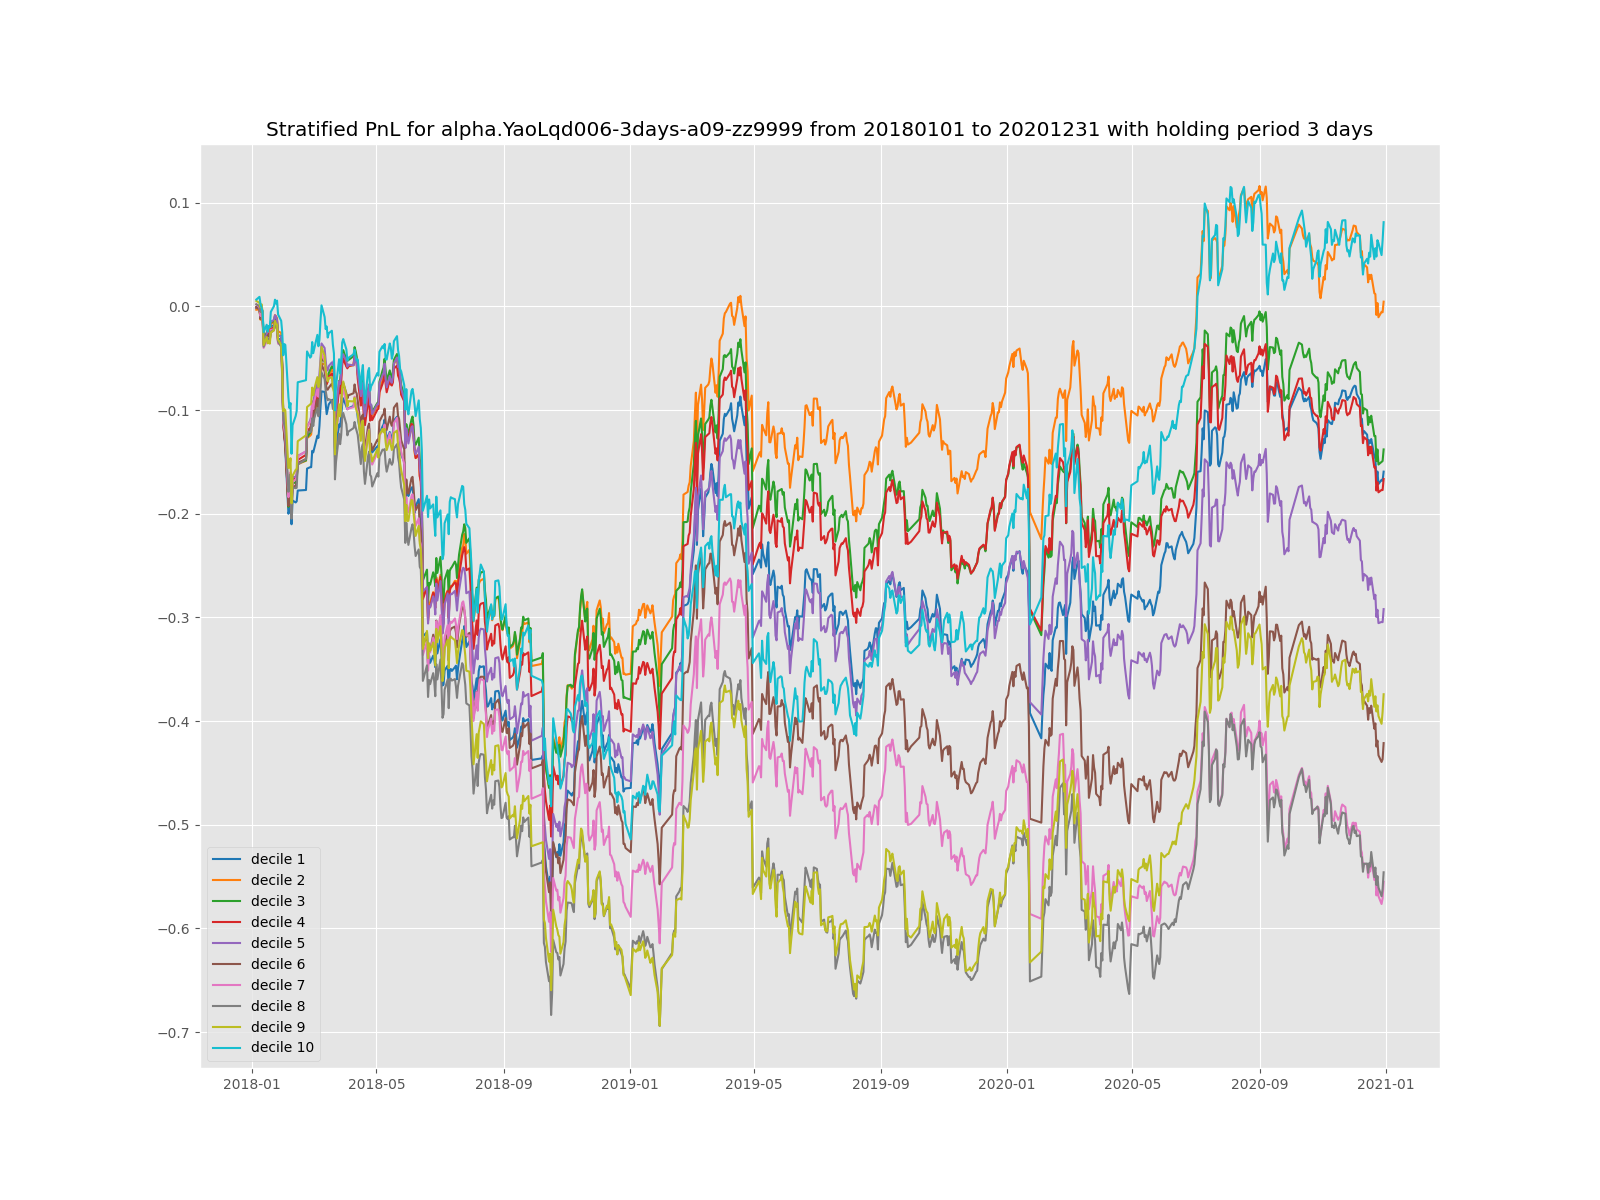 Stratified PnL for alpha.YaoLqd006-3days-a09-zz9999 from 20180101 to 20201231 with holding period 3 days
0.1
0.0
−0.1
−0.2
−0.3
−0.4
−0.5
−0.6
−0.7
decile 1
decile 2
decile 3
decile 4
decile 5
decile 6
decile 7
decile 8
decile 9
decile 10
2018-01 2018-05 2018-09 2019-01 2019-05 2019-09 2020-01 2020-05 2020-09 2021-01